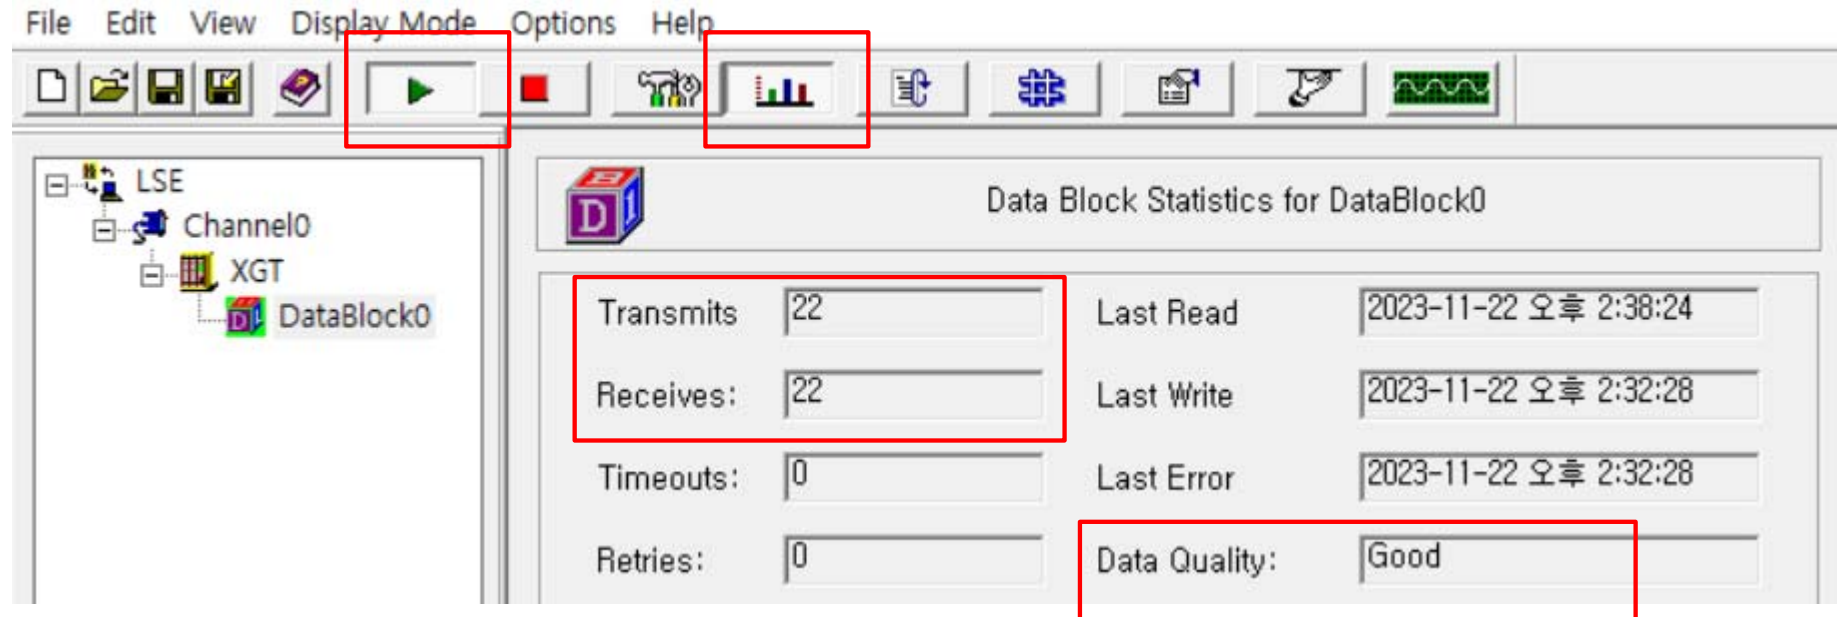 File Edit View Display Mode Options Help
LSE
Channel0
XGT
DataBlock0
Data Block Statistics for DataBlock0
Transmits 22 Last Read 2023-11-22 오후 2:38:24
Receives: 22 Last Write 2023-11-22 오후 2:32:28
Timeouts: 0 Last Error 2023-11-22 오후 2:32:28
Retries: 0 Data Quality: Good